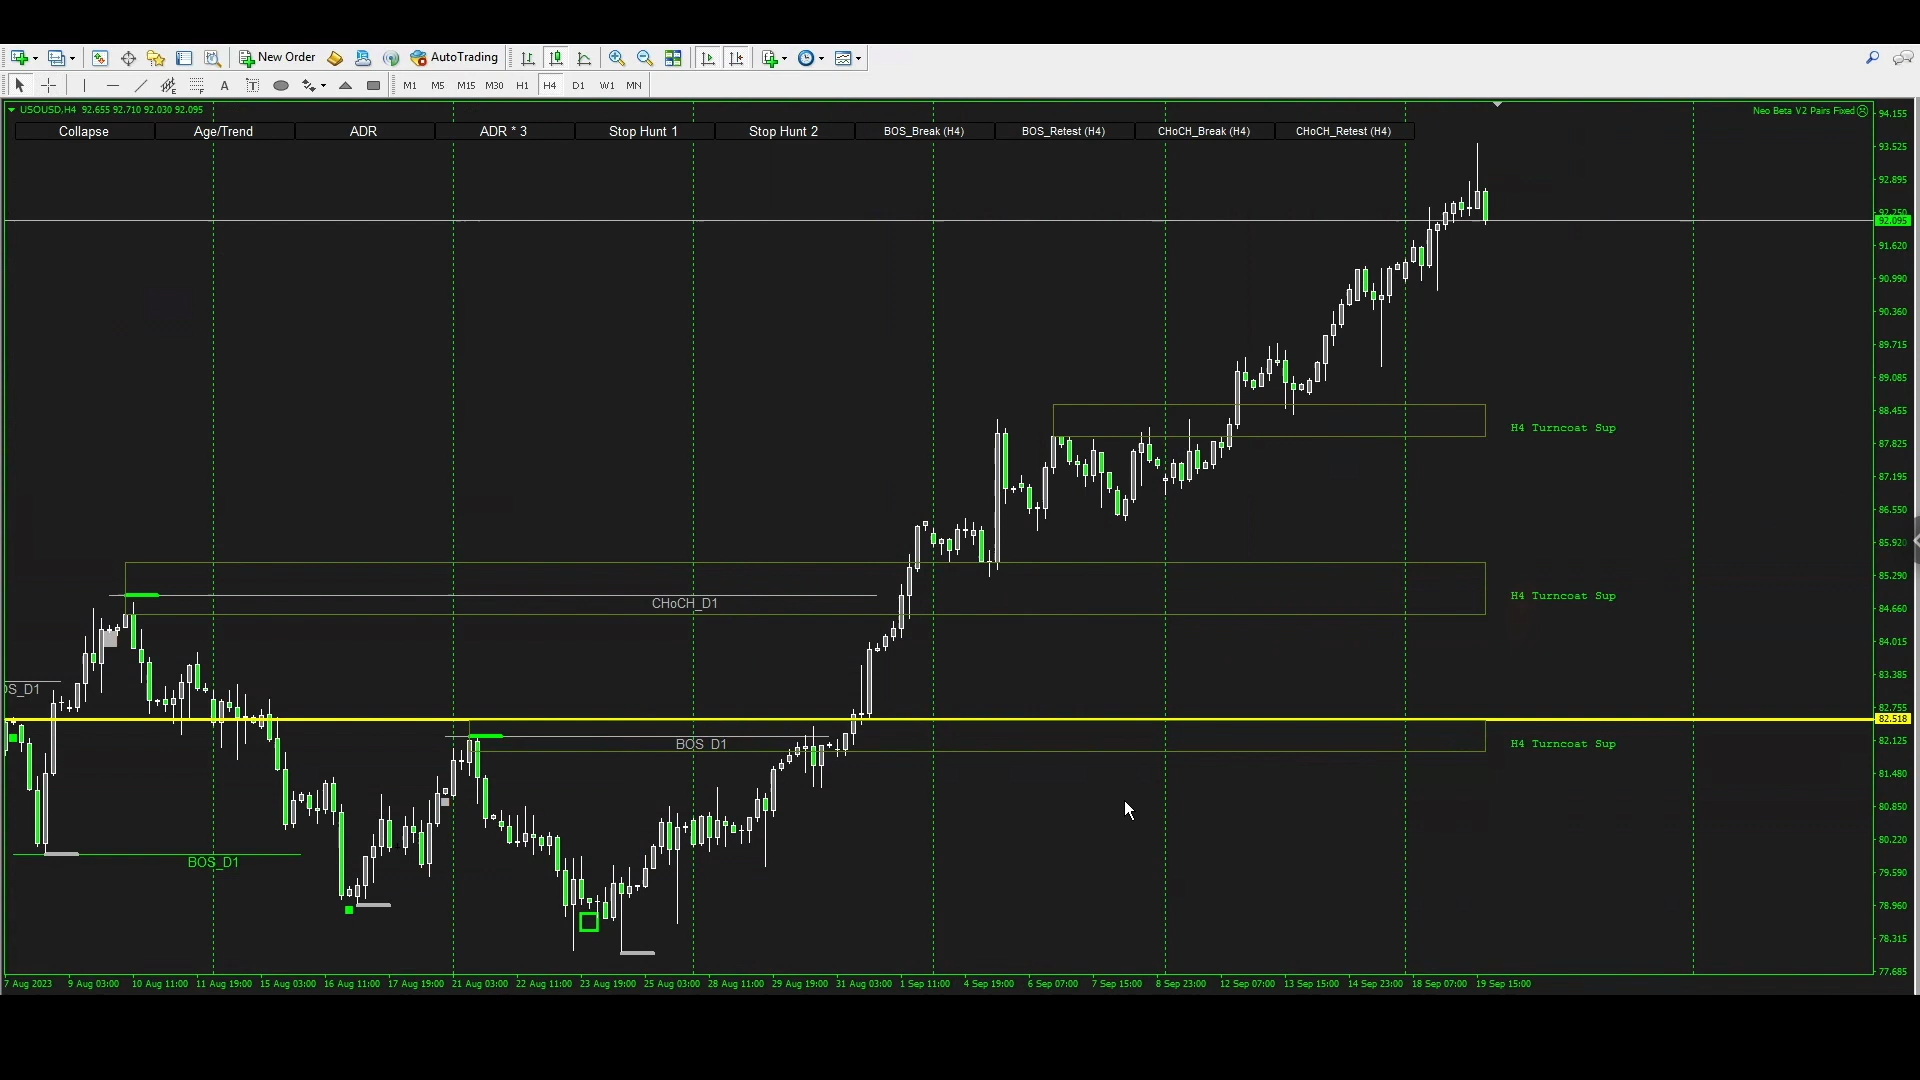 New Order AutoTrading
A T M1 M5 M15 M30 H1 H4 D1 W1 MN
USOUSD,H4 92.655 92.710 92.030 92.095
Neo Beta V2 Pairs Fixed
Collapse Age/Trend ADR ADR * 3 Stop Hunt 1 Stop Hunt 2 BOS_Break (H4) BOS_Retest (H4) CHoCH_Break (H4) CHoCH_Retest (H4)
94.155
93.525
92.895
92.250
92.095
91.620
90.990
90.360
89.715
89.085
88.455
H4 Turncoat Sup
87.825
87.195
86.550
85.920
85.290
H4 Turncoat Sup
CHoCH_D1
84.660
84.015
83.385
OS_D1
82.755
82.518
82.125
BOS_D1
H4 Turncoat Sup
81.480
80.850
80.220
BOS_D1
79.590
78.960
78.315
77.685
7 Aug 2023 9 Aug 03:00 10 Aug 11:00 11 Aug 19:00 15 Aug 03:00 16 Aug 11:00 17 Aug 19:00 21 Aug 03:00 22 Aug 11:00 23 Aug 19:00 25 Aug 03:00 28 Aug 11:00 29 Aug 19:00 31 Aug 03:00 1 Sep 11:00 4 Sep 19:00 6 Sep 07:00 7 Sep 15:00 8 Sep 23:00 12 Sep 07:00 13 Sep 15:00 14 Sep 23:00 18 Sep 07:00 19 Sep 15:00